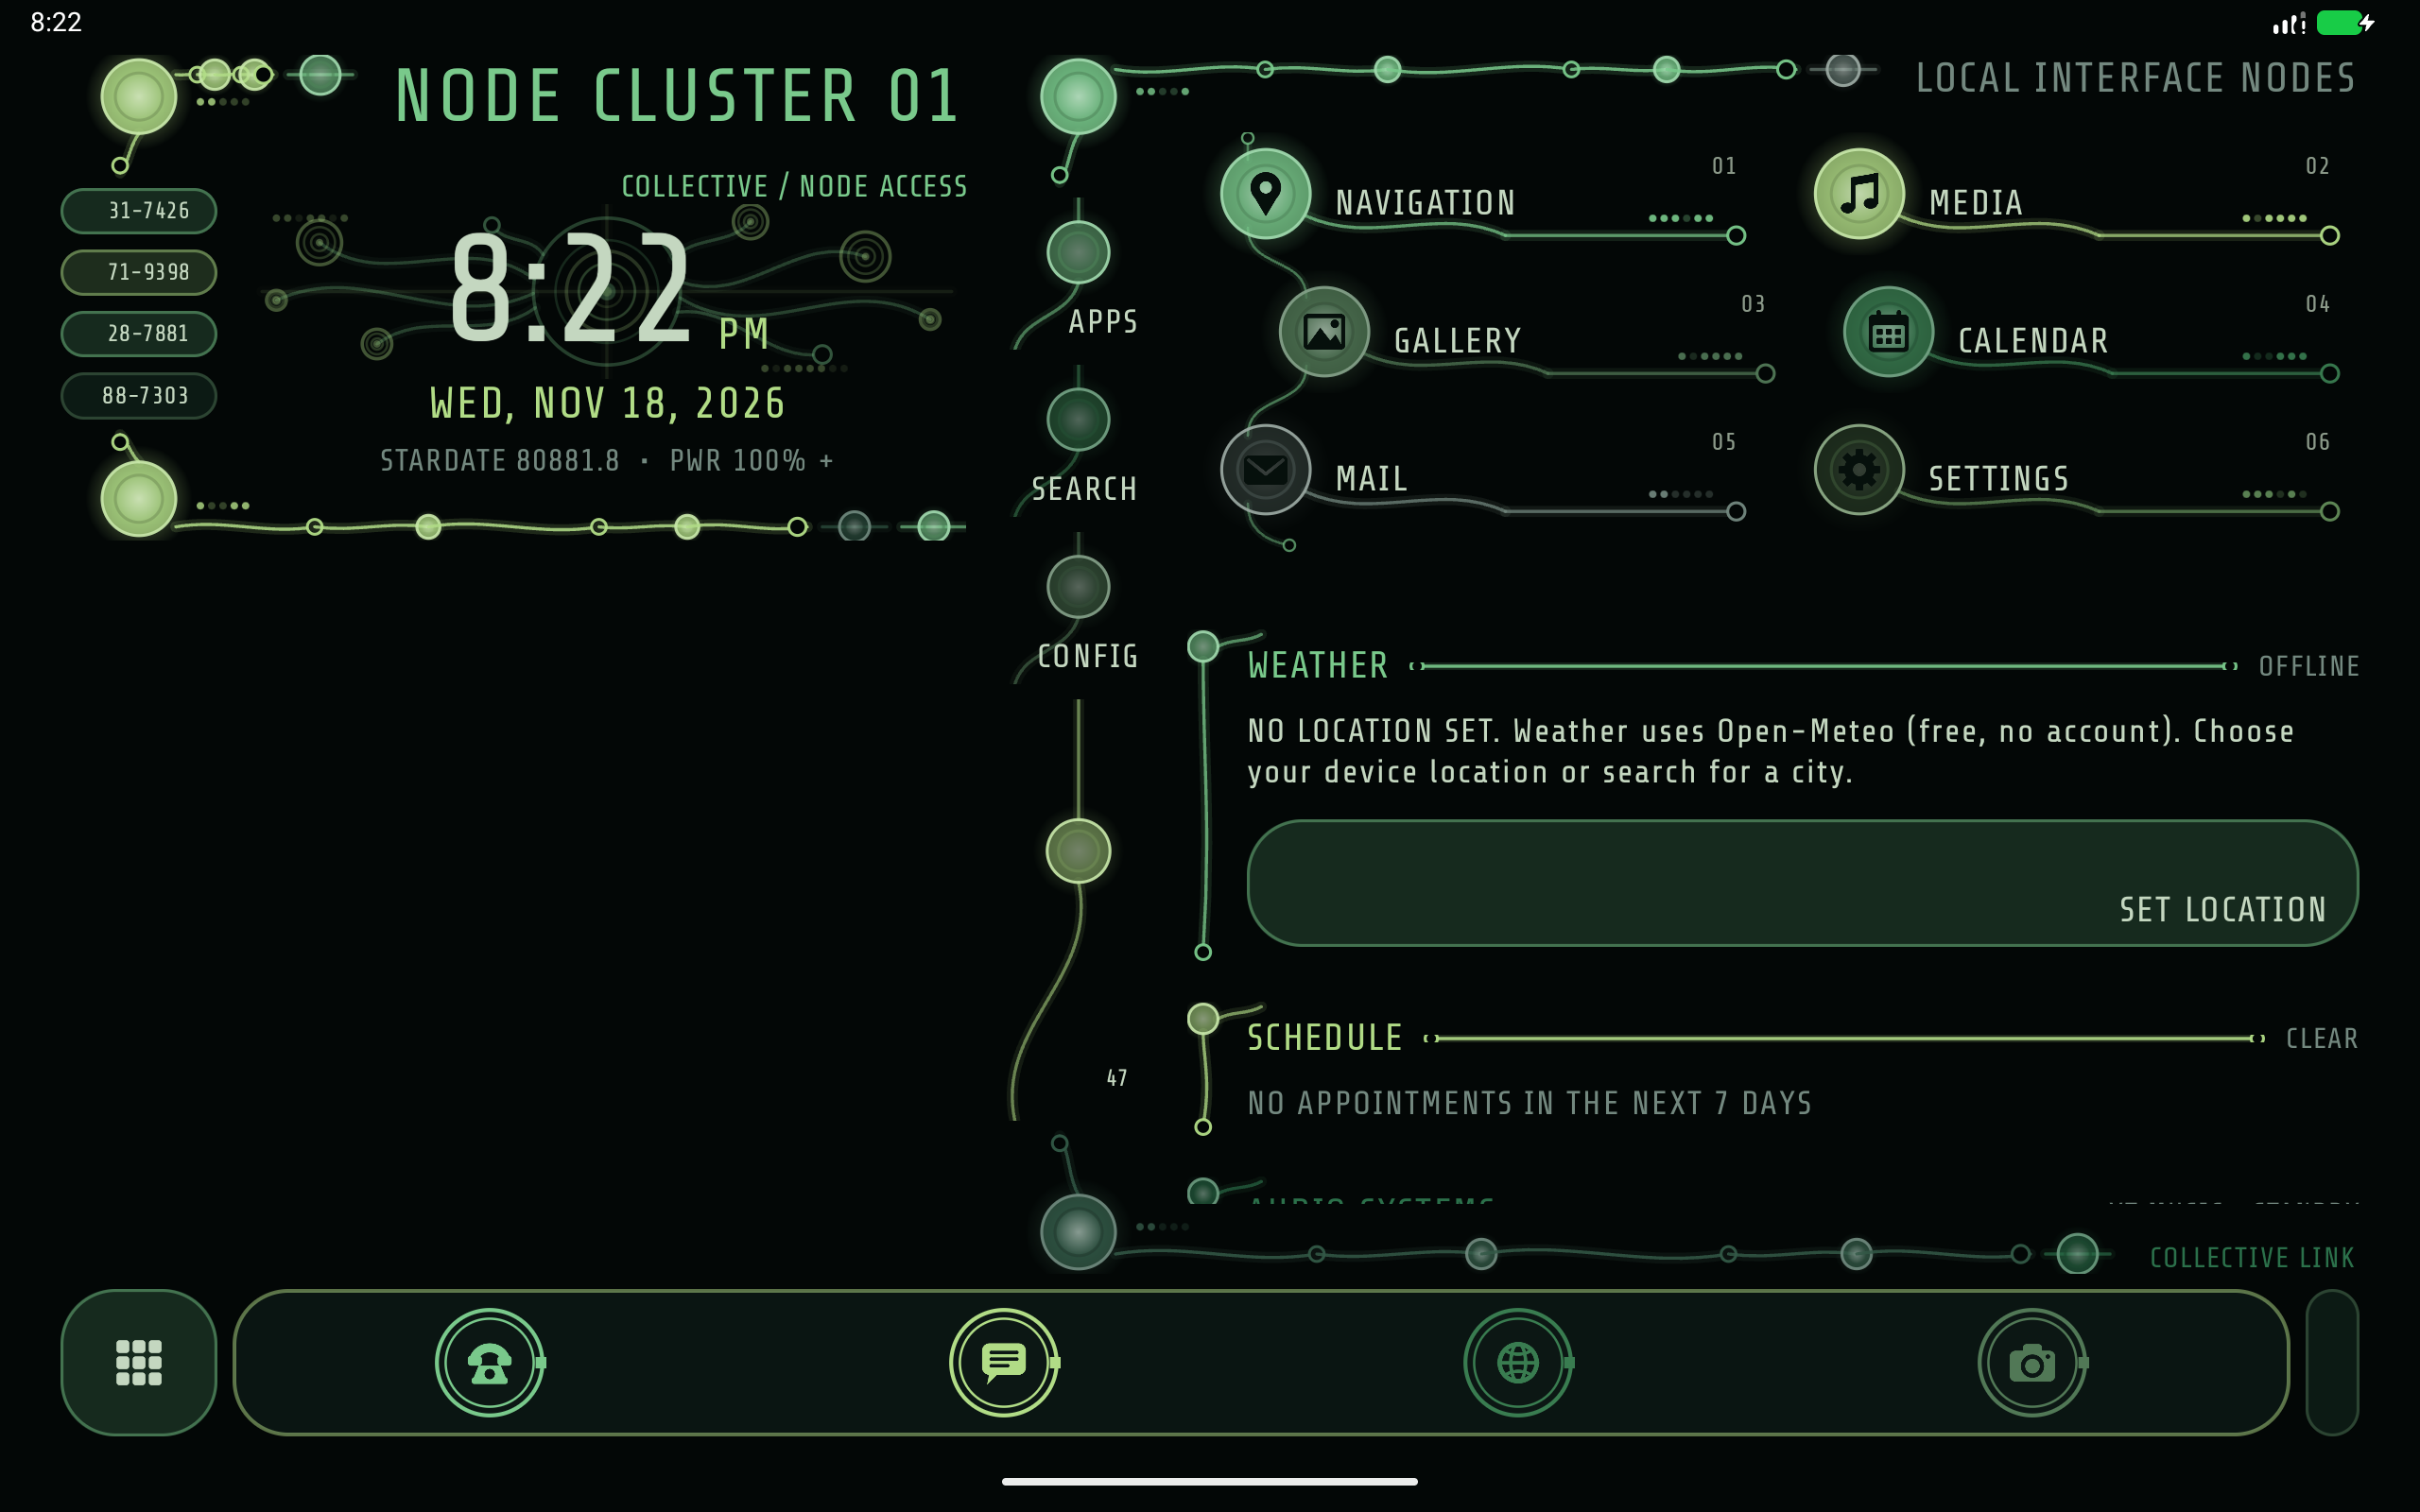 8:22
NODE CLUSTER 01
LOCAL INTERFACE NODES
COLLECTIVE / NODE ACCESS
31-7426
71-9398
28-7881
88-7303
8:22 PM
WED, NOV 18, 2026
STARDATE 80881.8 · PWR 100% +
APPS
SEARCH
CONFIG
47
01
NAVIGATION
02
MEDIA
03
GALLERY
04
CALENDAR
05
MAIL
06
SETTINGS
WEATHER
OFFLINE
NO LOCATION SET. Weather uses Open-Meteo (free, no account). Choose
your device location or search for a city.
SET LOCATION
SCHEDULE
CLEAR
NO APPOINTMENTS IN THE NEXT 7 DAYS
AUDIO SYSTEMS
COLLECTIVE LINK